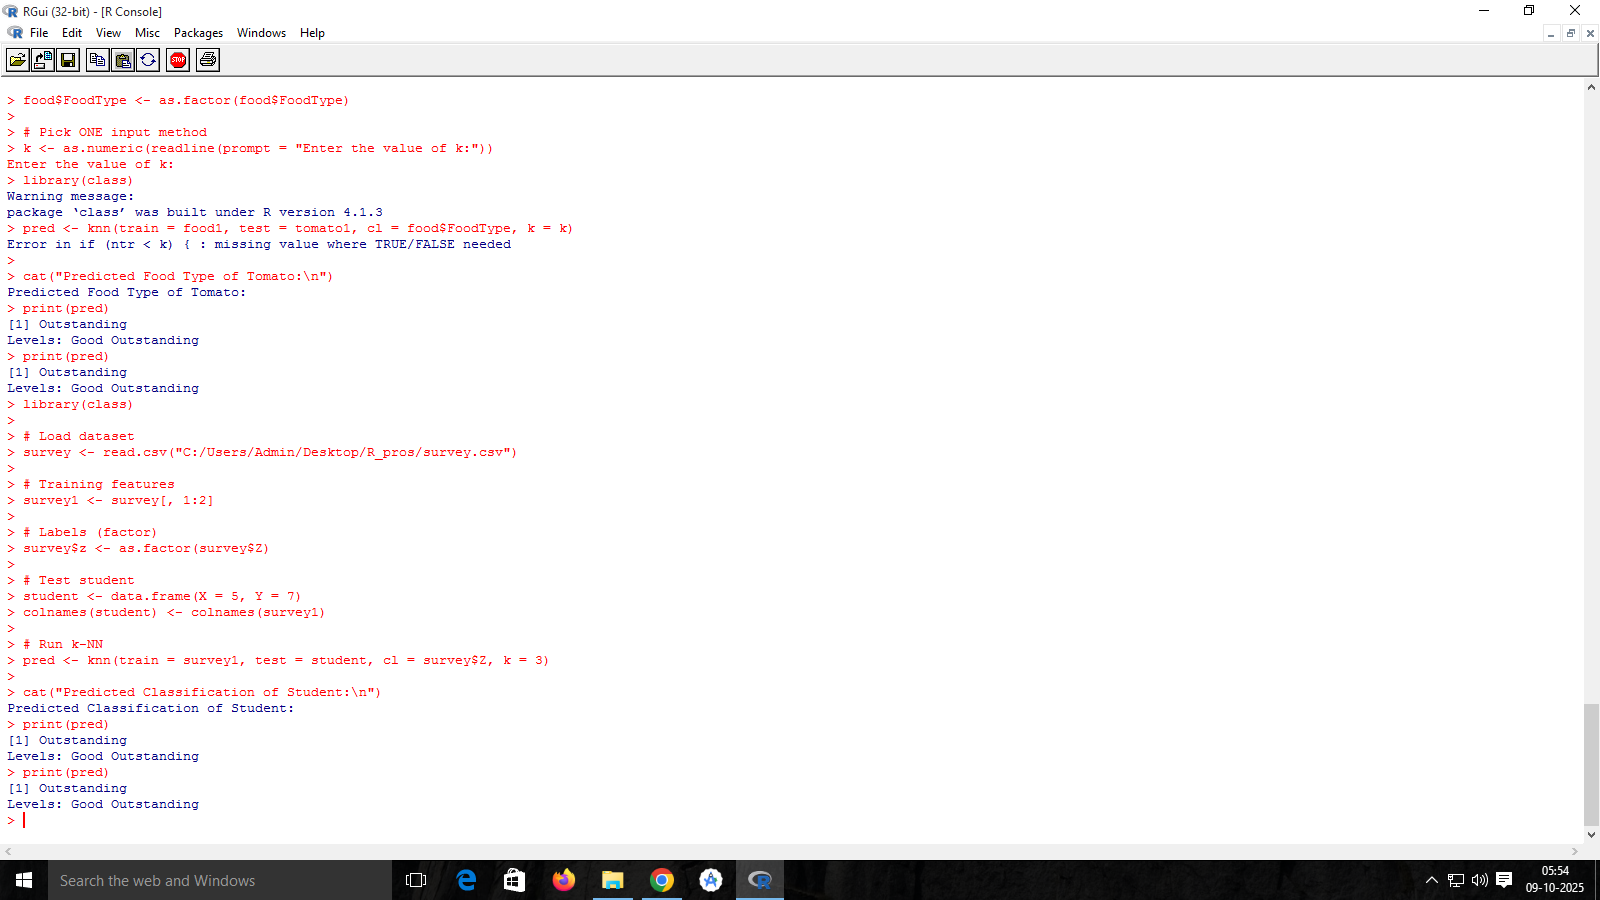 RGui (32-bit) - [R Console]
File Edit View Misc Packages Windows Help
STOP
> food$FoodType <- as.factor(food$FoodType)
>
> # Pick ONE input method
> k <- as.numeric(readline(prompt = "Enter the value of k:"))
Enter the value of k:
> library(class)
Warning message:
package ‘class’ was built under R version 4.1.3
> pred <- knn(train = food1, test = tomato1, cl = food$FoodType, k = k)
Error in if (ntr < k) { : missing value where TRUE/FALSE needed
>
> cat("Predicted Food Type of Tomato:\n")
Predicted Food Type of Tomato:
> print(pred)
[1] Outstanding
Levels: Good Outstanding
> print(pred)
[1] Outstanding
Levels: Good Outstanding
> library(class)
>
> # Load dataset
> survey <- read.csv("C:/Users/Admin/Desktop/R_pros/survey.csv")
>
> # Training features
> survey1 <- survey[, 1:2]
>
> # Labels (factor)
> survey$z <- as.factor(survey$Z)
>
> # Test student
> student <- data.frame(X = 5, Y = 7)
> colnames(student) <- colnames(survey1)
>
> # Run k-NN
> pred <- knn(train = survey1, test = student, cl = survey$Z, k = 3)
>
> cat("Predicted Classification of Student:\n")
Predicted Classification of Student:
> print(pred)
[1] Outstanding
Levels: Good Outstanding
> print(pred)
[1] Outstanding
Levels: Good Outstanding
>
Search the web and Windows
05:54
09-10-2025